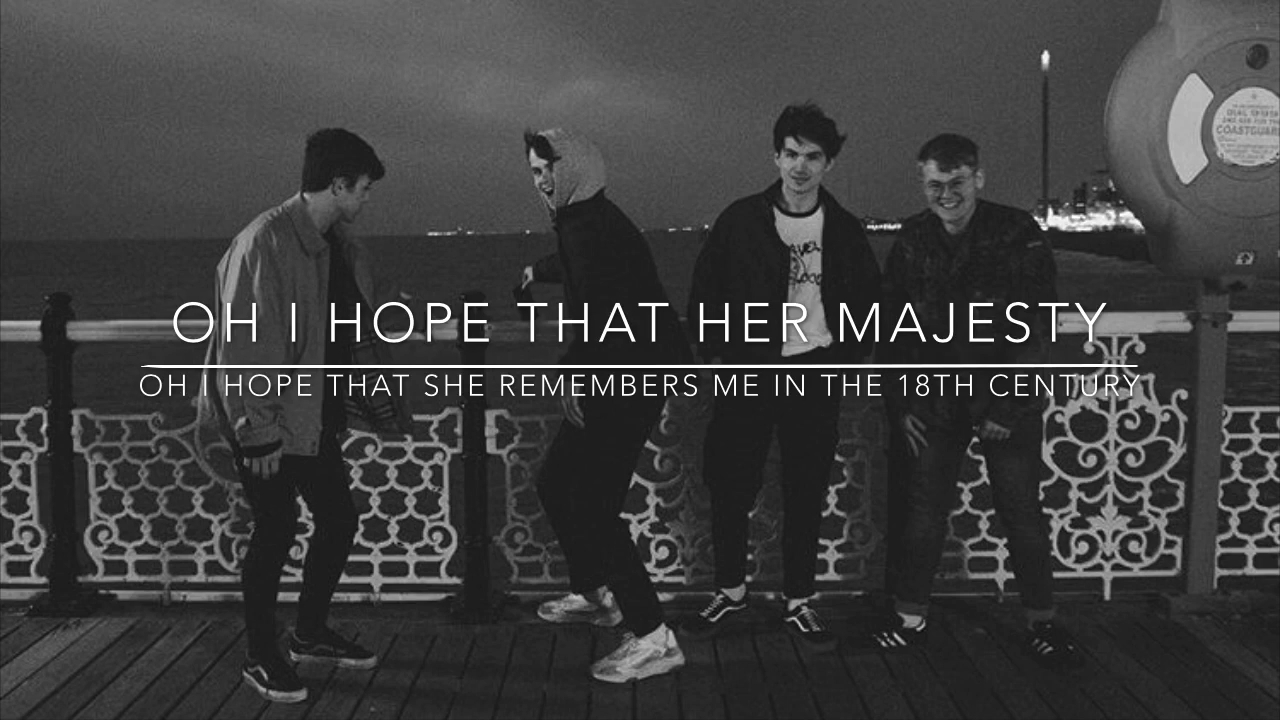 OH I HOPE THAT HER MAJESTY
OH I HOPE THAT SHE REMEMBERS ME IN THE 18TH CENTURY
COASTGUARD